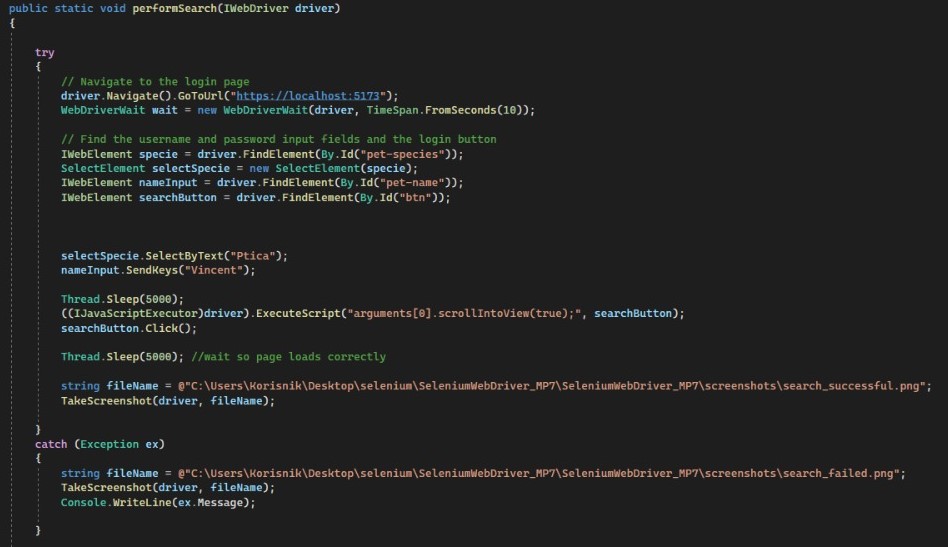 public static void performSearch(IWebDriver driver)
{
try
{
// Navigate to the login page
driver.Navigate().GoToUrl("https://localhost:5173");
WebDriverWait wait = new WebDriverWait(driver, TimeSpan.FromSeconds(10));
// Find the username and password input fields and the login button
IWebElement specie = driver.FindElement(By.Id("pet-species"));
SelectElement selectSpecie = new SelectElement(specie);
IWebElement nameInput = driver.FindElement(By.Id("pet-name"));
IWebElement searchButton = driver.FindElement(By.Id("btn"));
selectSpecie.SelectByText("Ptica");
nameInput.SendKeys("Vincent");
Thread.Sleep(5000);
((IJavaScriptExecutor)driver).ExecuteScript("arguments[0].scrollIntoView(true);", searchButton);
searchButton.Click();
Thread.Sleep(5000); //wait so page loads correctly
string fileName = @"C:\Users\Korisnik\Desktop\selenium\SeleniumWebDriver_MP7\SeleniumWebDriver_MP7\screenshots\search_successful.png";
TakeScreenshot(driver, fileName);
}
catch (Exception ex)
{
string fileName = @"C:\Users\Korisnik\Desktop\selenium\SeleniumWebDriver_MP7\SeleniumWebDriver_MP7\screenshots\search_failed.png";
TakeScreenshot(driver, fileName);
Console.WriteLine(ex.Message);
}